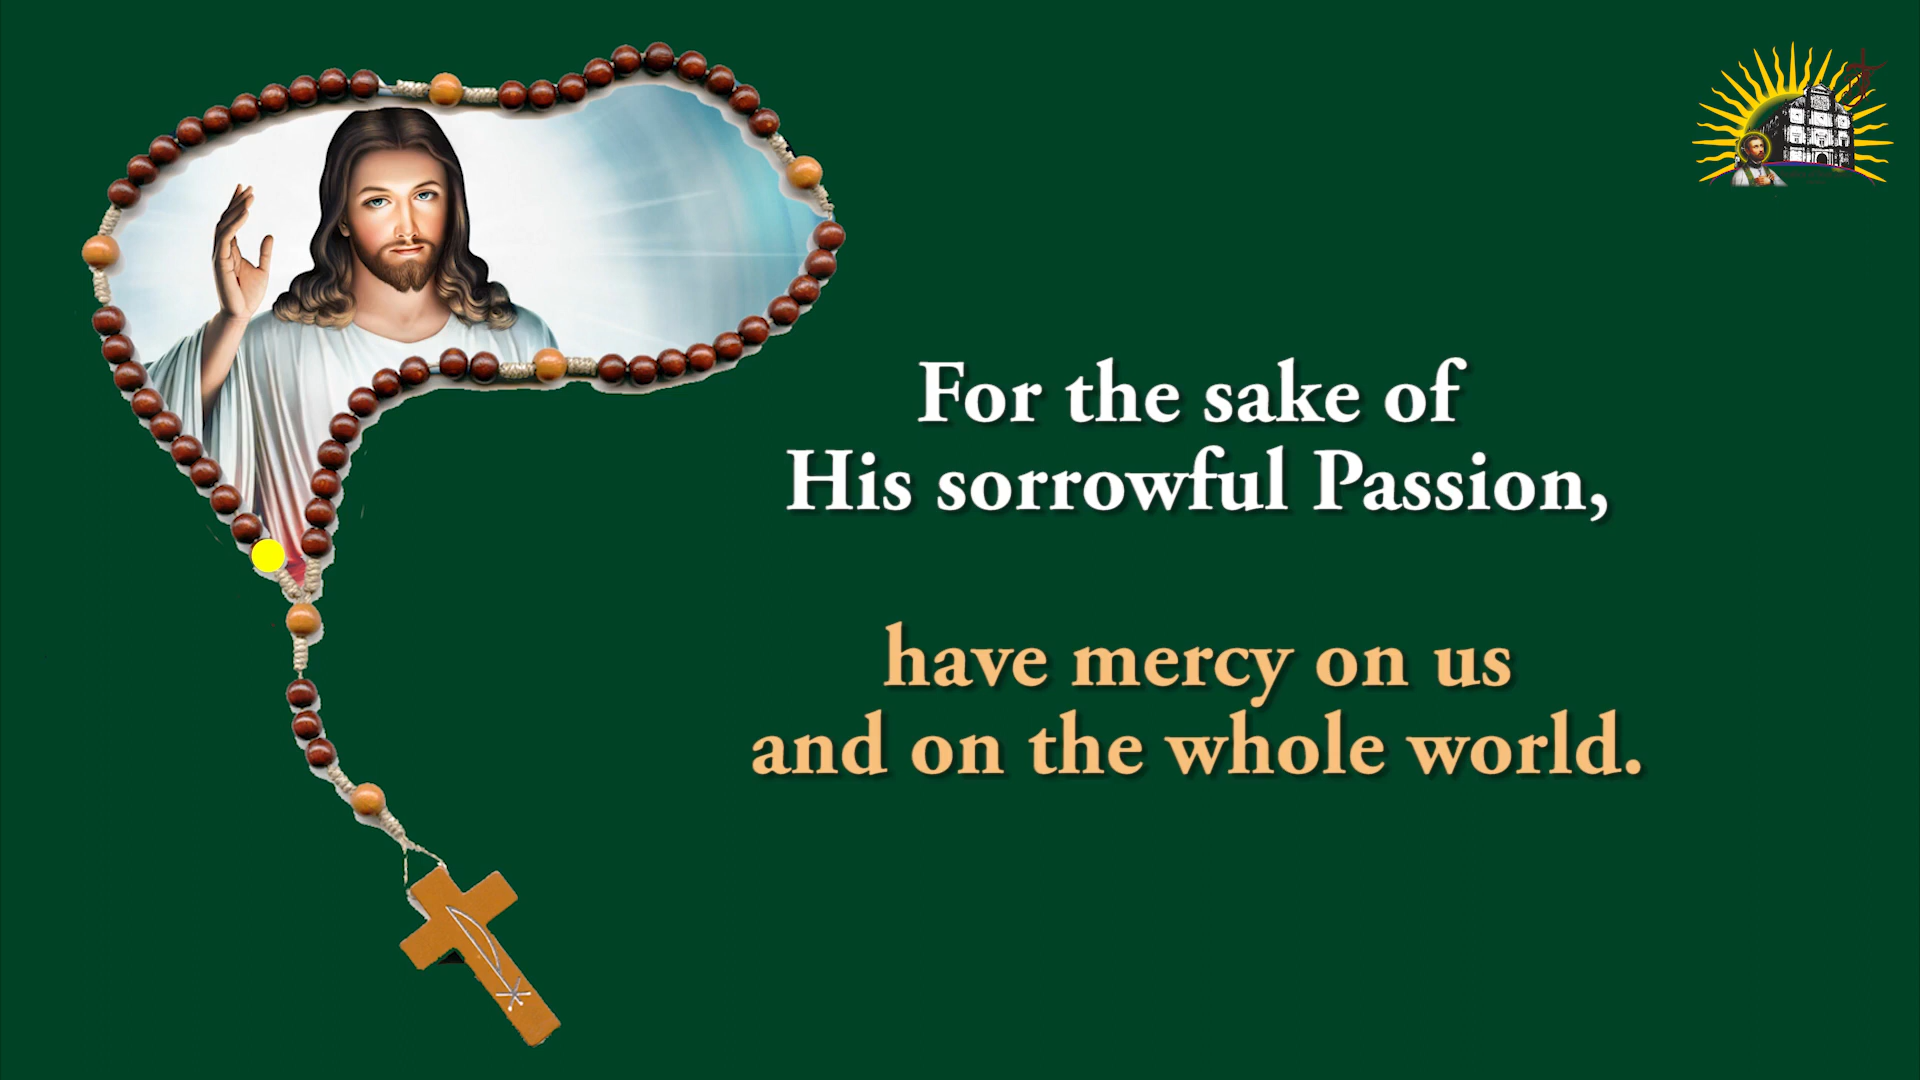 For the sake of
His sorrowful Passion,
have mercy on us
and on the whole world.